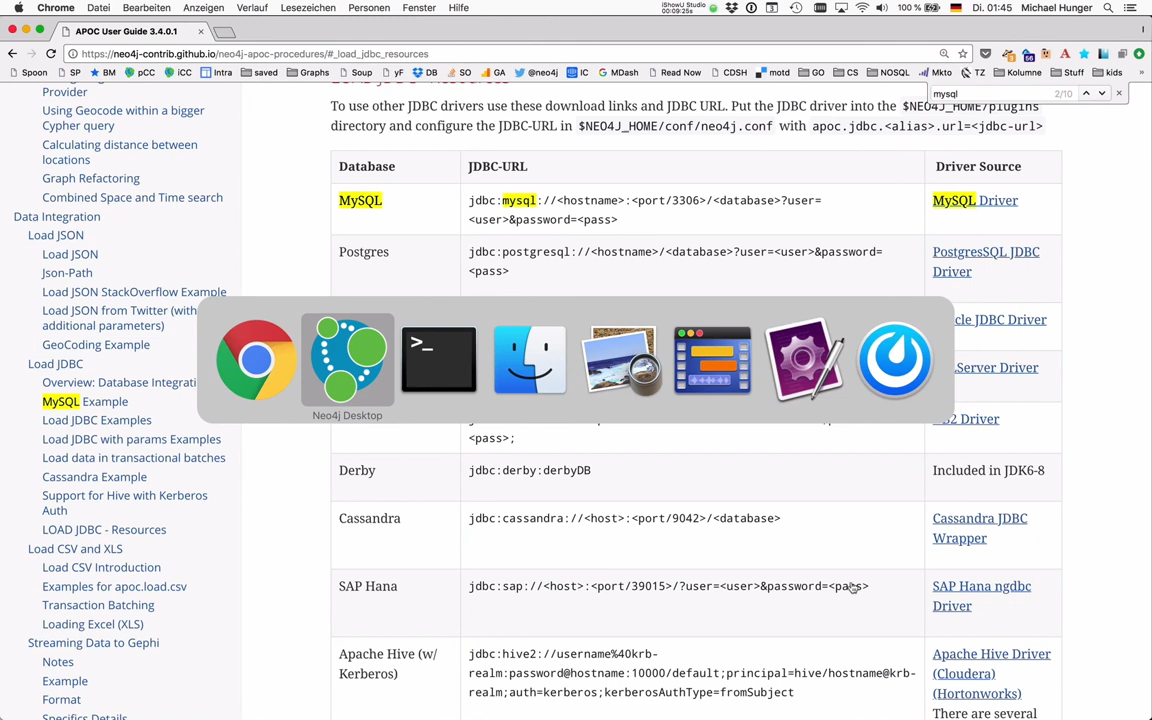 Chrome Datei Bearbeiten Anzeigen Verlauf Lesezeichen Personen Fenster Hilfe
iShowU Studio
00:09:25s
100 % Di. 01:45 Michael Hunger
APOC User Guide 3.4.0.1
https://neo4j-contrib.github.io/neo4j-apoc-procedures/#_load_jdbc_resources
Spoon SP BM pCC iCC Intra saved Graphs Soup yF DB SO GA @neo4j IC MDash Read Now CDSH motd GO CS NOSQL Mkto TZ Kolumne Stuff kids
mysql 2/10
Provider
Using Geocode within a bigger
Cypher query
Calculating distance between
locations
Graph Refactoring
Combined Space and Time search
Data Integration
Load JSON
Load JSON
Json-Path
Load JSON StackOverflow Example
Load JSON from Twitter (with
additional parameters)
GeoCoding Example
Load JDBC
Overview: Database Integrati
MySQL Example
Load JDBC Examples
Load JDBC with params Examples
Load data in transactional batches
Cassandra Example
Support for Hive with Kerberos
Auth
LOAD JDBC - Resources
Load CSV and XLS
Load CSV Introduction
Examples for apoc.load.csv
Transaction Batching
Loading Excel (XLS)
Streaming Data to Gephi
Notes
Example
Format
Specifics Details
To use other JDBC drivers use these download links and JDBC URL. Put the JDBC driver into the $NEO4J_HOME/plugins
directory and configure the JDBC-URL in $NEO4J_HOME/conf/neo4j.conf with apoc.jdbc.<alias>.url=<jdbc-url>
Database JDBC-URL Driver Source
MySQL jdbc:mysql://<hostname>:<port/3306>/<database>?user= MySQL Driver
<user>&password=<pass>
Postgres jdbc:postgresql://<hostname>/<database>?user=<user>&password= PostgresSQL JDBC
<pass> Driver
cle JDBC Driver
Server Driver
2 Driver
<pass>;
Derby jdbc:derby:derbyDB Included in JDK6-8
Cassandra jdbc:cassandra://<host>:<port/9042>/<database> Cassandra JDBC
Wrapper
SAP Hana jdbc:sap://<host>:<port/39015>/?user=<user>&password=<pass> SAP Hana ngdbc
Driver
Apache Hive (w/ jdbc:hive2://username%40krb- Apache Hive Driver
Kerberos) realm:password@hostname:10000/default;principal=hive/hostname@krb- (Cloudera)
realm;auth=kerberos;kerberosAuthType=fromSubject (Hortonworks)
There are several
Neo4j Desktop